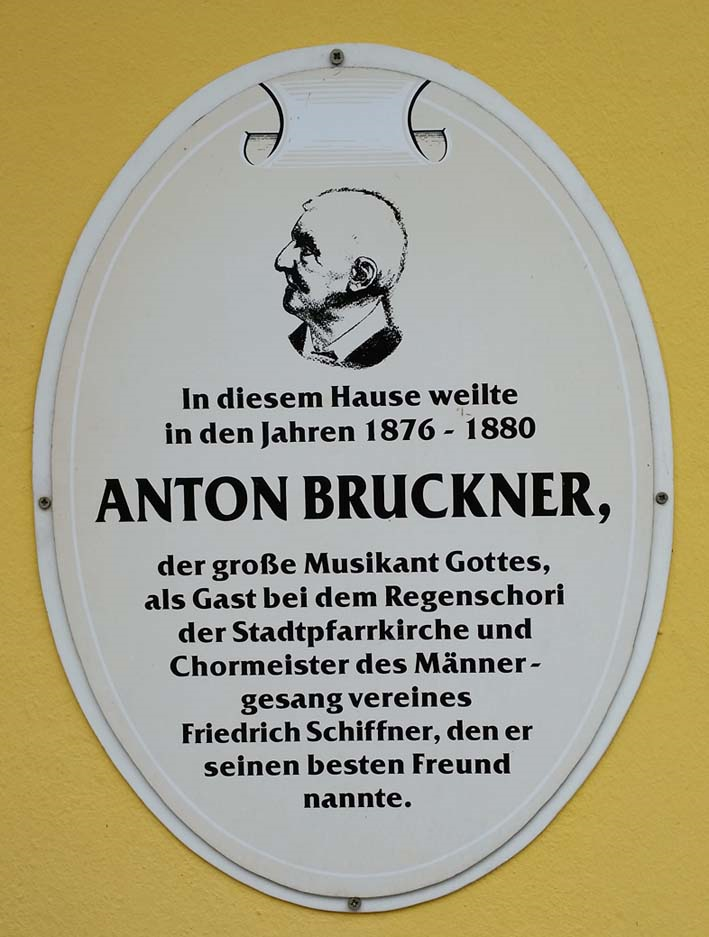 In diesem Hause weilte
in den Jahren 1876 - 1880
ANTON BRUCKNER,
der große Musikant Gottes,
als Gast bei dem Regenschori
der Stadtpfarrkirche und
Chormeister des Männer-
gesang vereines
Friedrich Schiffner, den er
seinen besten Freund
nannte.